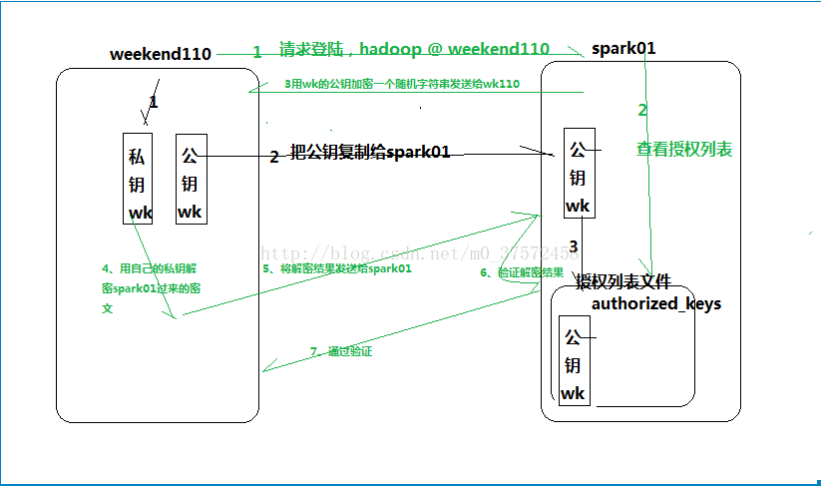 weekend110
1 请求登陆，hadoop @ weekend110
spark01
3用wk的公钥加密一个随机字符串发送给wk110
1
2
私钥wk
公钥wk
2 把公钥复制给spark01
公钥wk
查看授权列表
http://blog.csdn.net/m0_37572458
3
4、用自己的私钥解
密spark01过来的密
文
5、将解密结果发送给spark01
6、验证解密结果
授权列表文件
authorized_keys
公钥wk
7、通过验证